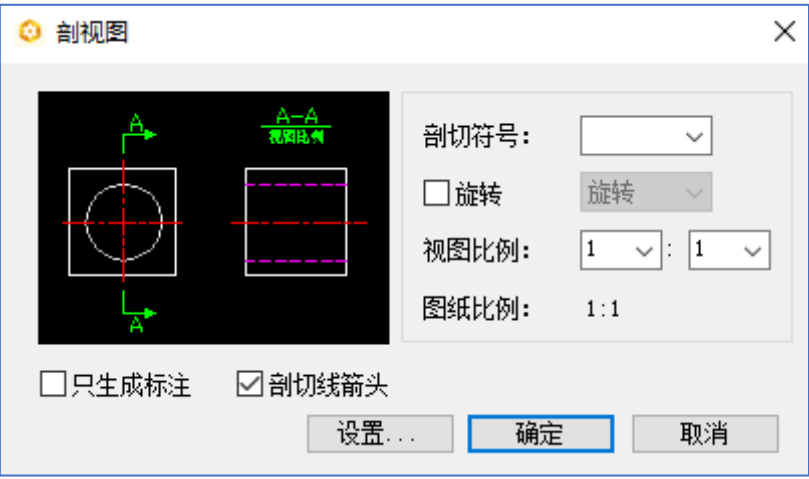 剖视图
A
A-A
视图比例
A
剖切符号：
旋转 旋转
视图比例： 1 : 1
图纸比例： 1:1
只生成标注 剖切线箭头
设置... 确定 取消